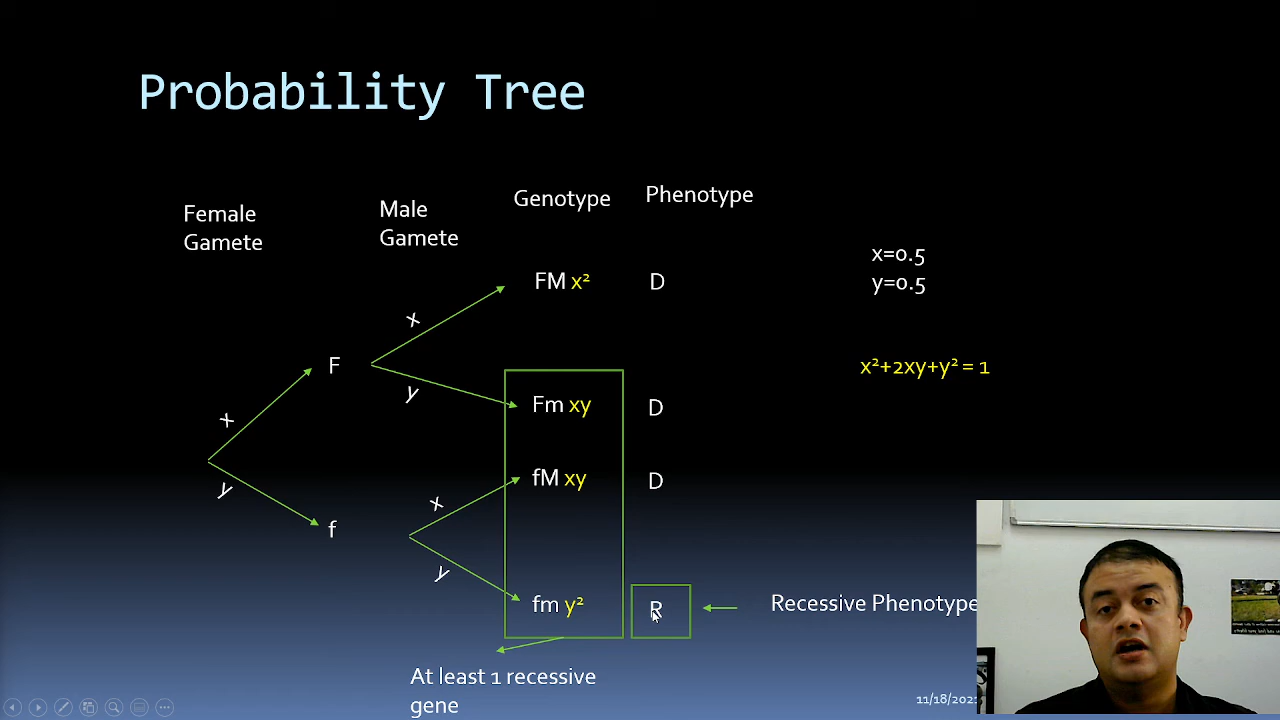 Probability Tree
Female
Gamete
Male
Gamete
Genotype
Phenotype
x=0.5
y=0.5
FM x²
D
x
F
x²+2xy+y² = 1
y
Fm xy
D
x
fM xy
D
y
x
f
y
fm y²
R
Recessive Phenotype
At least 1 recessive
gene